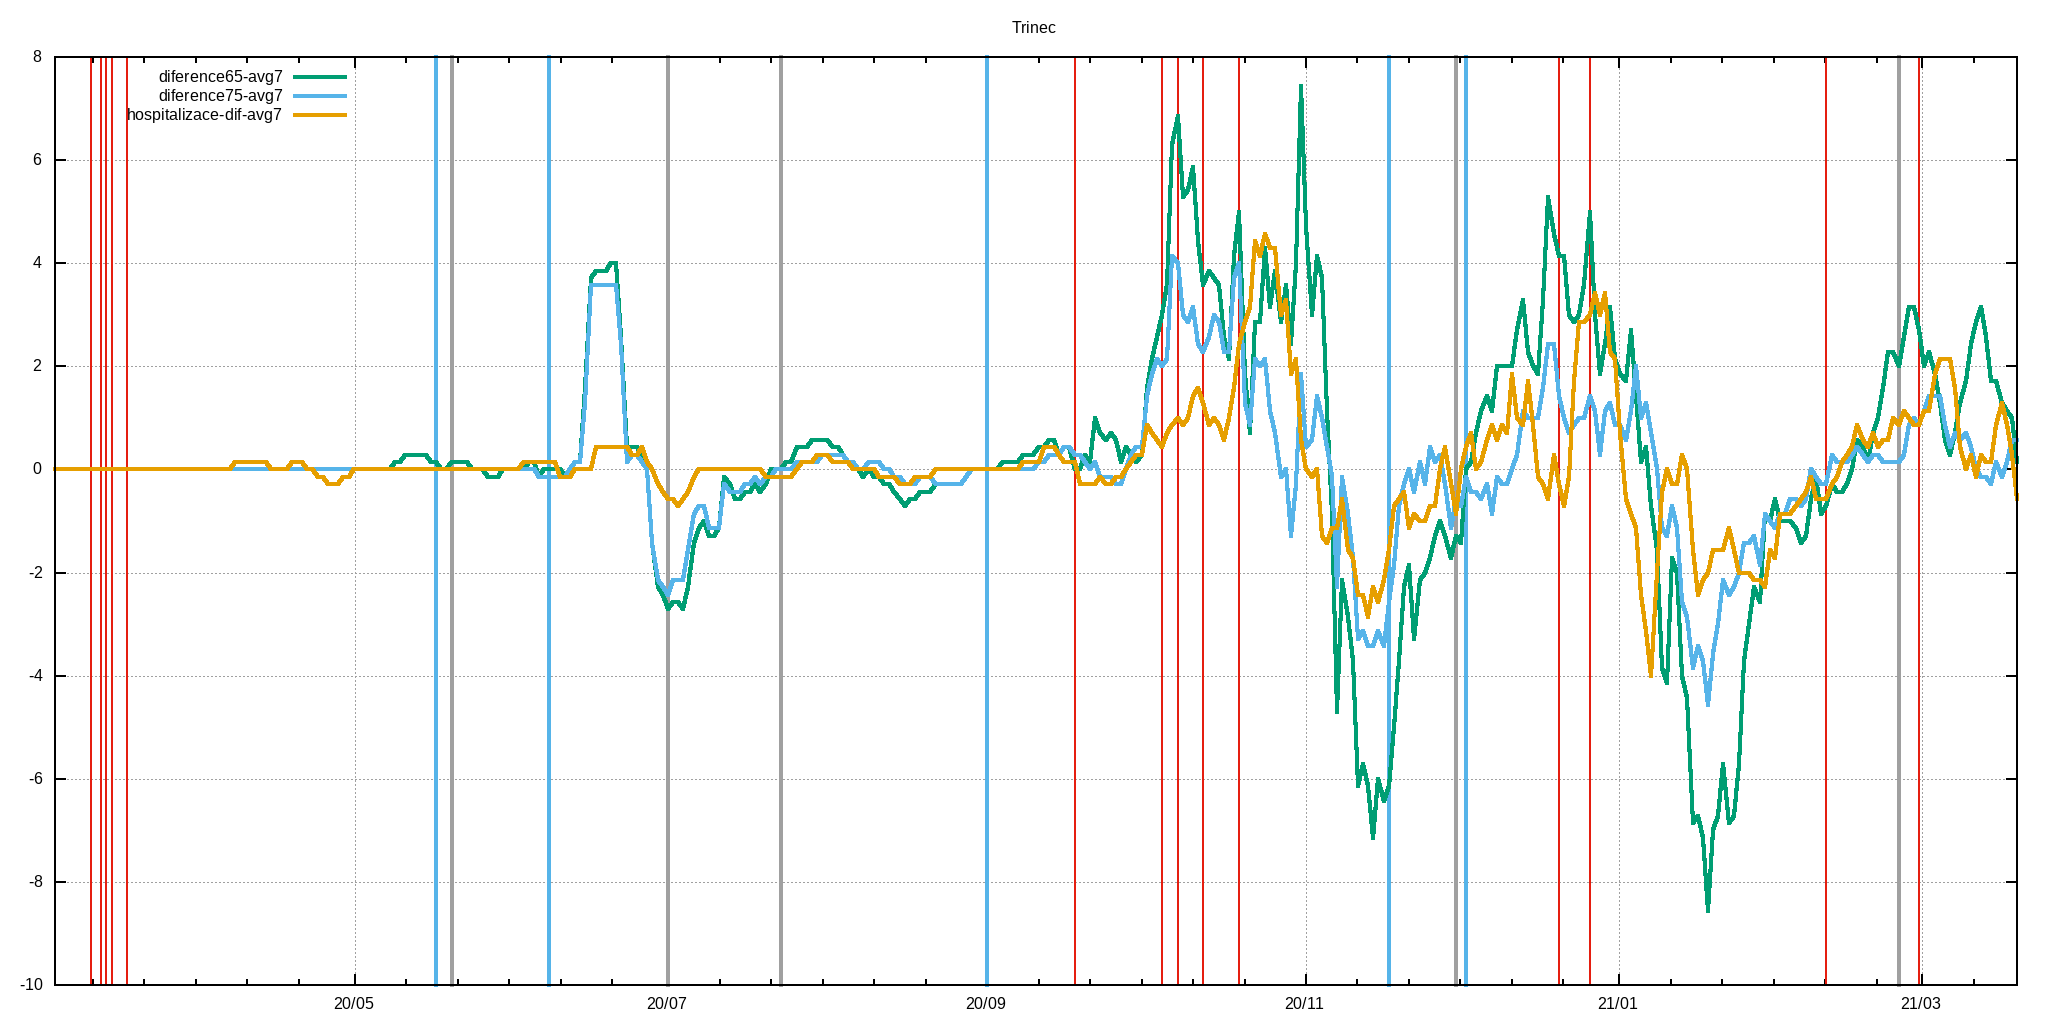 Trinec
diference65-avg7
diference75-avg7
hospitalizace-dif-avg7
8
6
4
2
0
-2
-4
-6
-8
-10
20/05 20/07 20/09 20/11 21/01 21/03